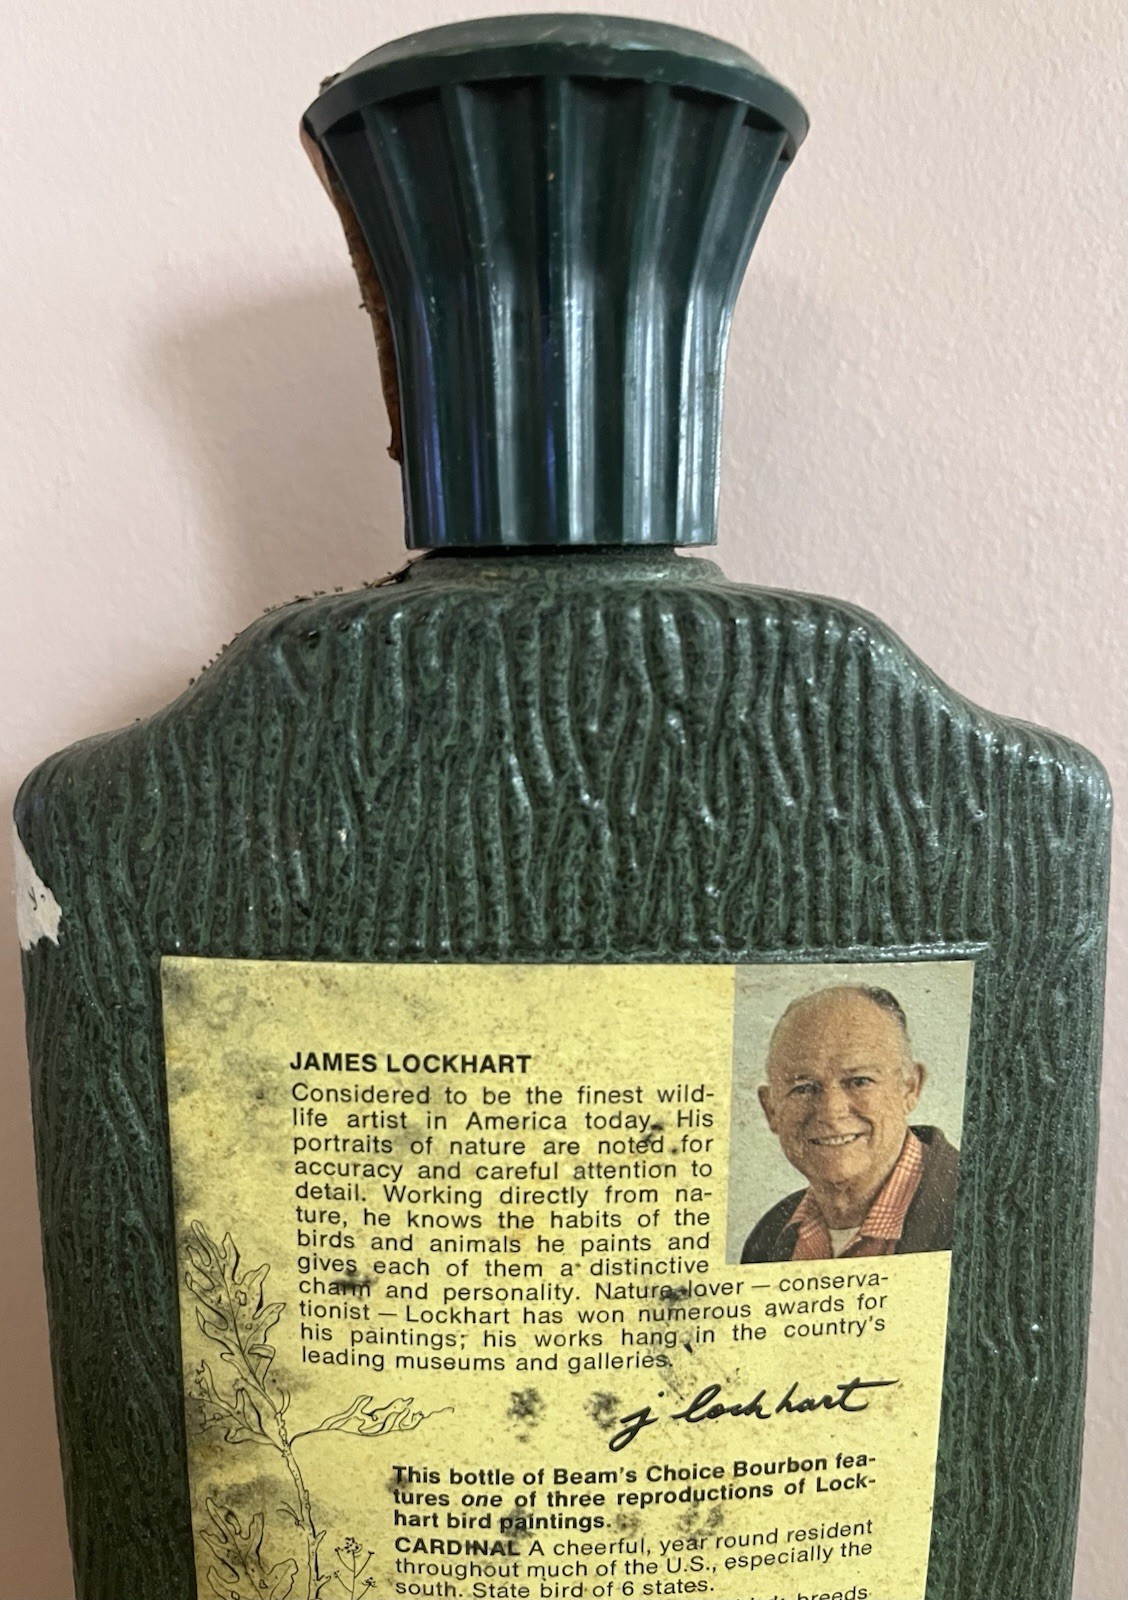 JAMES LOCKHART
Considered to be the finest wild-
life artist in America today. His
portraits of nature are noted for
accuracy and careful attention to
detail. Working directly from na-
ture, he knows the habits of the
birds and animals he paints and
gives each of them a distinctive
charm and personality. Nature lover — conserva-
tionist — Lockhart has won numerous awards for
his paintings; his works hang in the country's
leading museums and galleries.
j lockhart
This bottle of Beam's Choice Bourbon fea-
tures one of three reproductions of Lock-
hart bird paintings.
CARDINAL A cheerful, year round resident
throughout much of the U.S., especially the
south. State bird of 6 states.
breeds